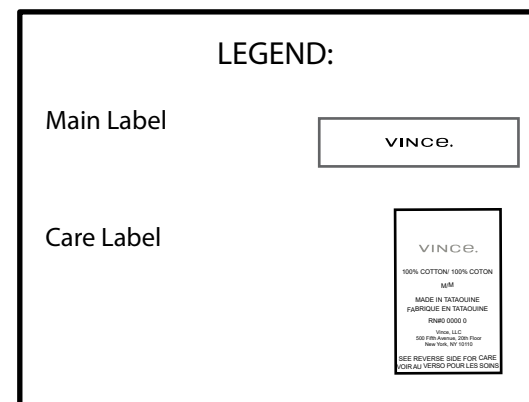 LEGEND:
Main Label
VINCE.
Care Label
VINCE.
100% COTTON/ 100% COTON
M/M
MADE IN TATAOUINE
FABRIQUE EN TATAOUINE
RN#0 0000 0
Vince, LLC
500 Fifth Avenue, 20th Floor
New York, NY 10110
SEE REVERSE SIDE FOR CARE
VOIR AU VERSO POUR LES SOINS